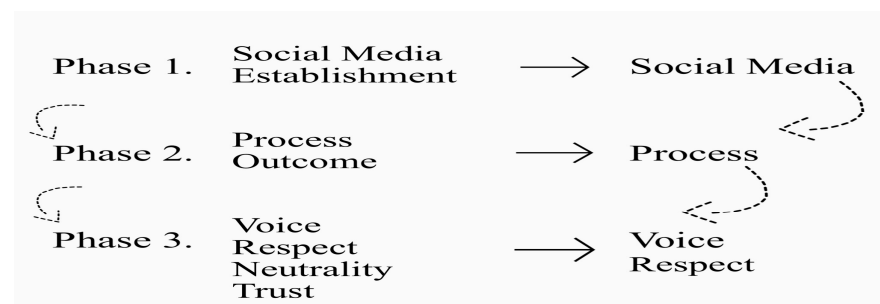 Phase 1.
Social Media
Establishment
Social Media
Phase 2.
Process
Outcome
Process
Phase 3.
Voice
Respect
Neutrality
Trust
Voice
Respect